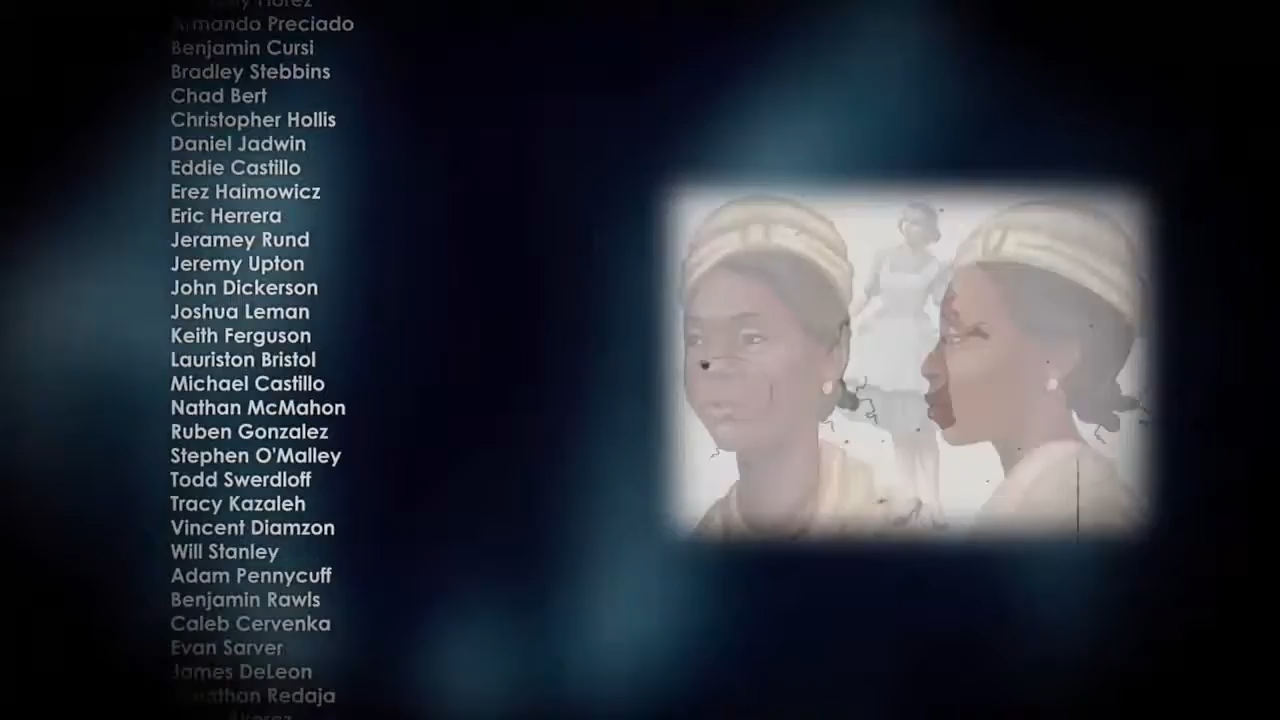 Armando Preciado
Benjamin Cursi
Bradley Stebbins
Chad Bert
Christopher Hollis
Daniel Jadwin
Eddie Castillo
Erez Haimowicz
Eric Herrera
Jeramey Rund
Jeremy Upton
John Dickerson
Joshua Leman
Keith Ferguson
Lauriston Bristol
Michael Castillo
Nathan McMahon
Ruben Gonzalez
Stephen O'Malley
Todd Swerdloff
Tracy Kazaleh
Vincent Diamzon
Will Stanley
Adam Pennycuff
Benjamin Rawls
Caleb Cervenka
Evan Sarver
James DeLeon
Redaja